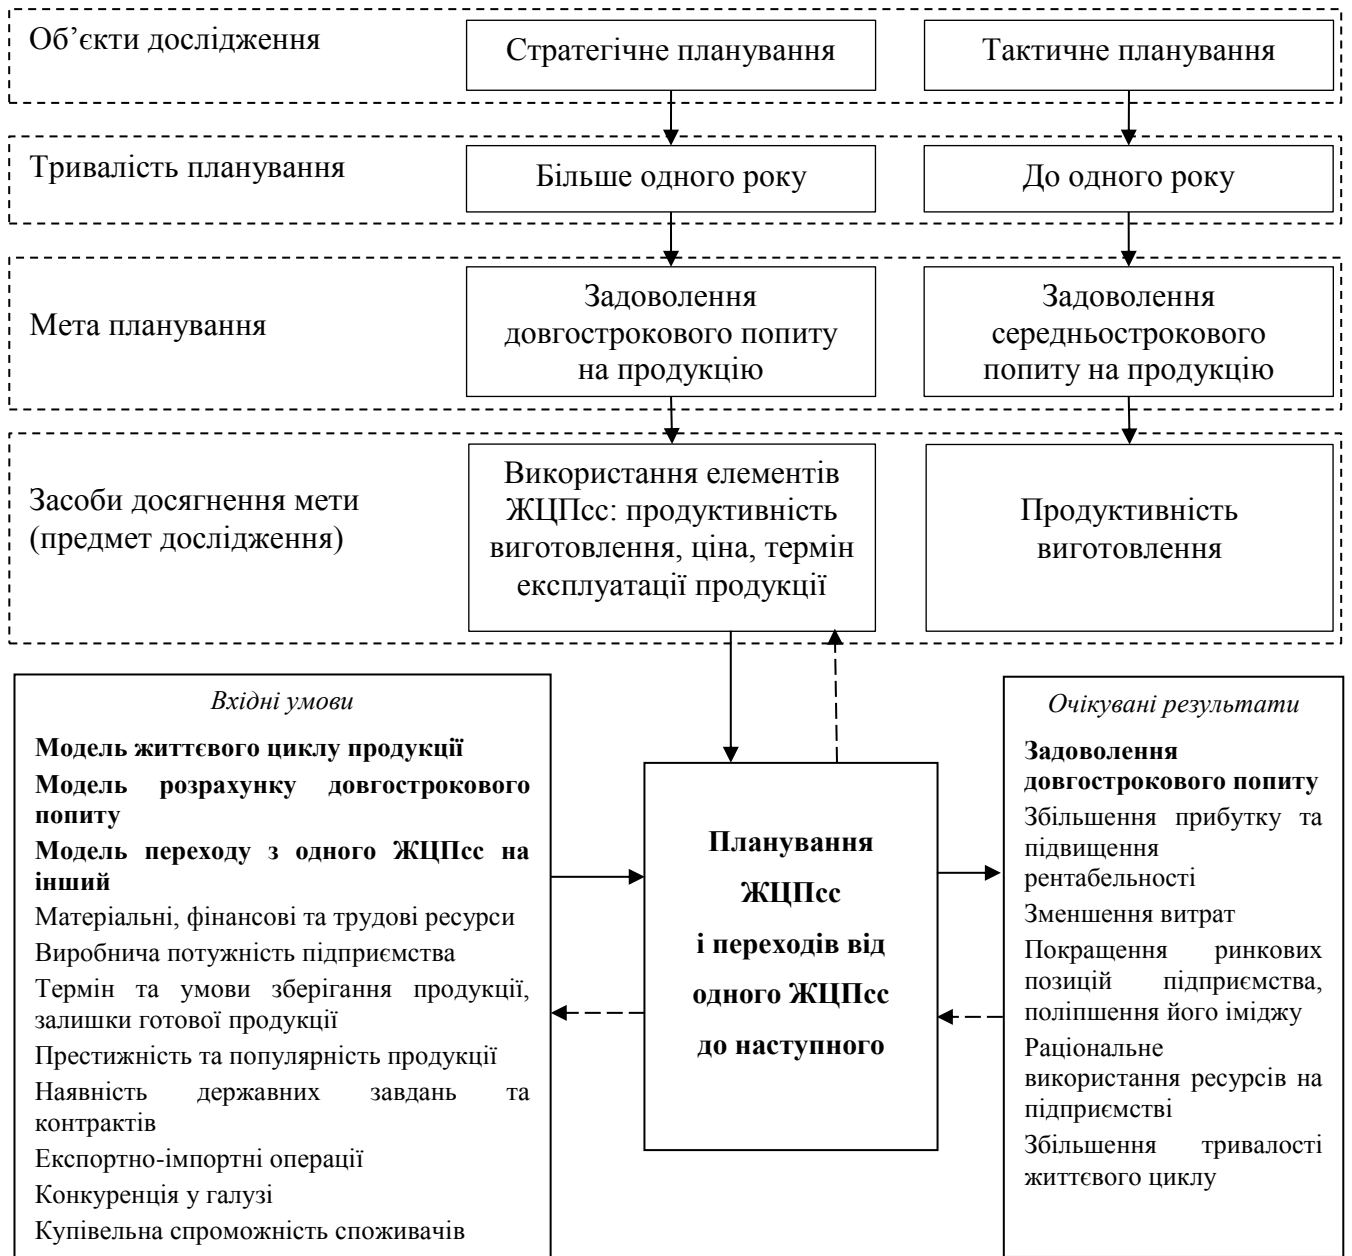 Об’єкти дослідження
Стратегічне планування
Тактичне планування
Тривалість планування
Більше одного року
До одного року
Мета планування
Задоволення
довгострокового попиту
на продукцію
Задоволення
середньострокового
попиту на продукцію
Засоби досягнення мети
(предмет дослідження)
Використання елементів
ЖЦПсс: продуктивність
виготовлення, ціна, термін
експлуатації продукції
Продуктивність
виготовлення
Вхідні умови
Модель життєвого циклу продукції
Модель розрахунку довгострокового
попиту
Модель переходу з одного ЖЦПсс на
інший
Матеріальні, фінансові та трудові ресурси
Виробнича потужність підприємства
Термін та умови зберігання продукції,
залишки готової продукції
Престижність та популярність продукції
Наявність державних завдань та
контрактів
Експортно-імпортні операції
Конкуренція у галузі
Купівельна спроможність споживачів
Планування
ЖЦПсс
і переходів від
одного ЖЦПсс
до наступного
Очікувані результати
Задоволення
довгострокового попиту
Збільшення прибутку та
підвищення
рентабельності
Зменшення витрат
Покращення ринкових
позицій підприємства,
поліпшення його іміджу
Раціональне
використання ресурсів на
підприємстві
Збільшення тривалості
життєвого циклу